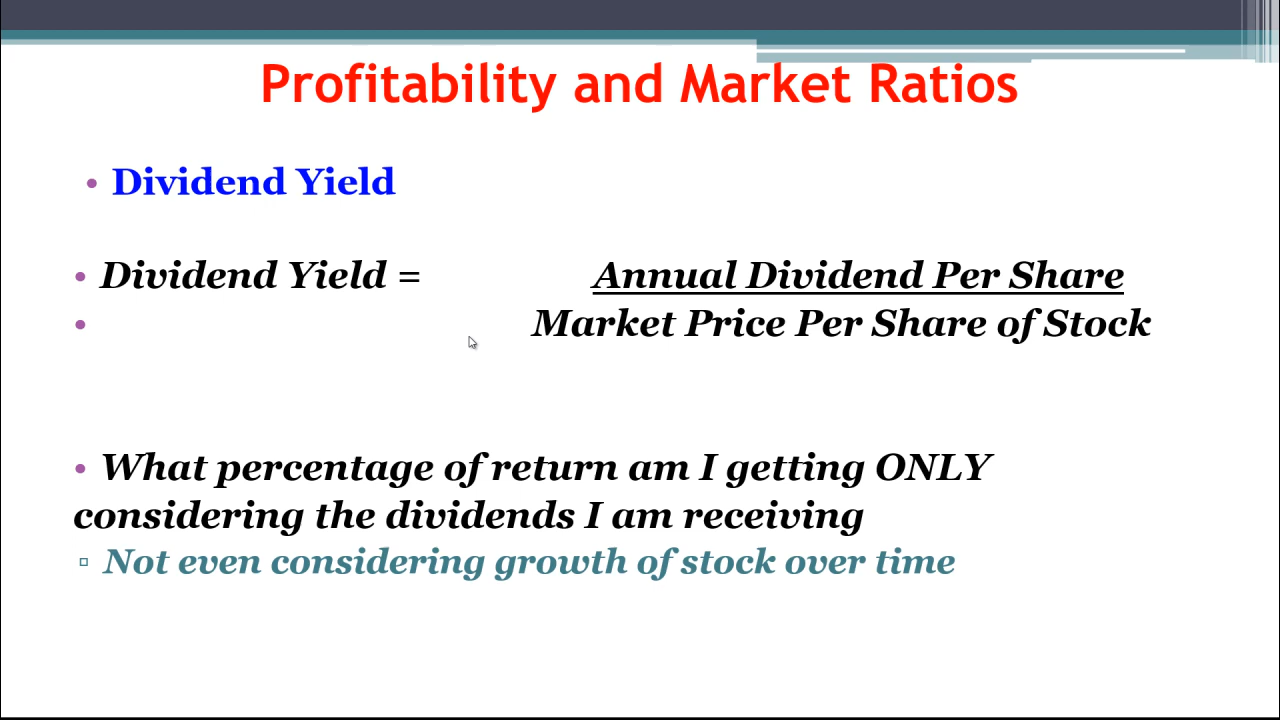 Profitability and Market Ratios
• Dividend Yield
• Dividend Yield = Annual Dividend Per Share
• Market Price Per Share of Stock
• What percentage of return am I getting ONLY
considering the dividends I am receiving
▫ Not even considering growth of stock over time